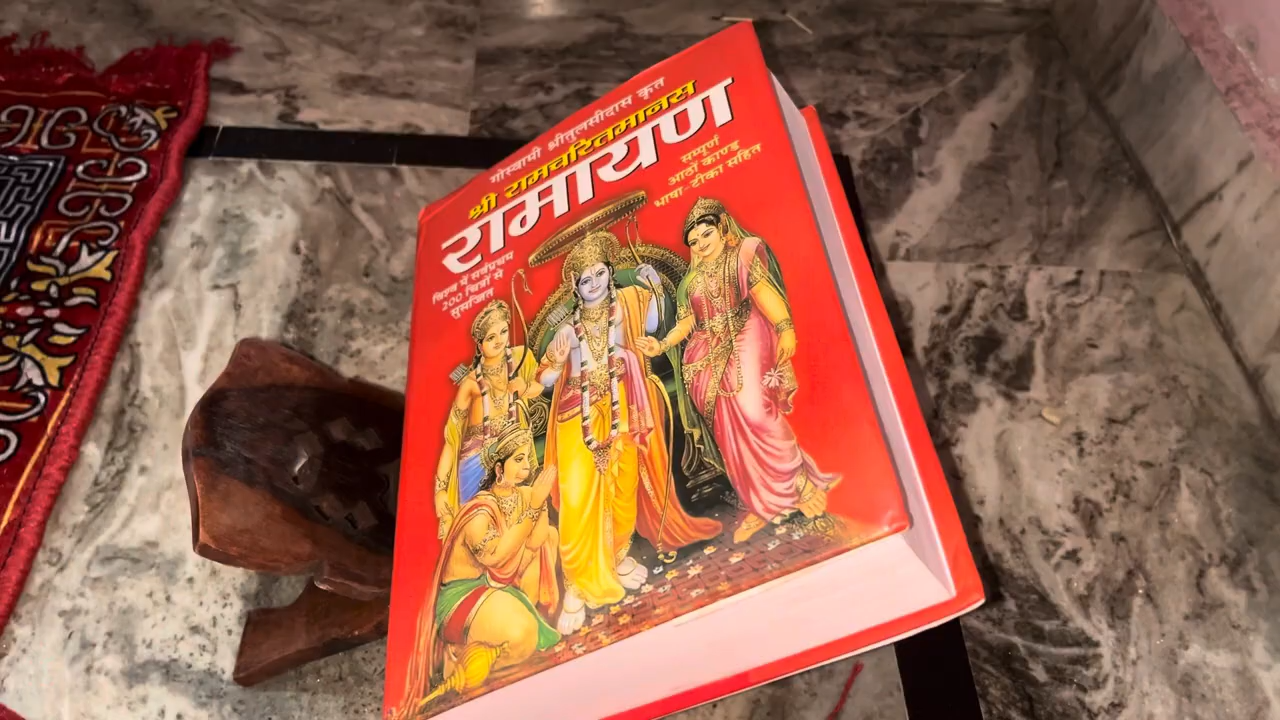 गोस्वामी श्रीतुलसीदास कृत
श्री रामचरितमानस
रामायण
सम्पूर्ण
आठों काण्ड
भाषा-टीका सहित
विश्व में सर्वप्रथम
200 चित्रों से
सुसज्जित